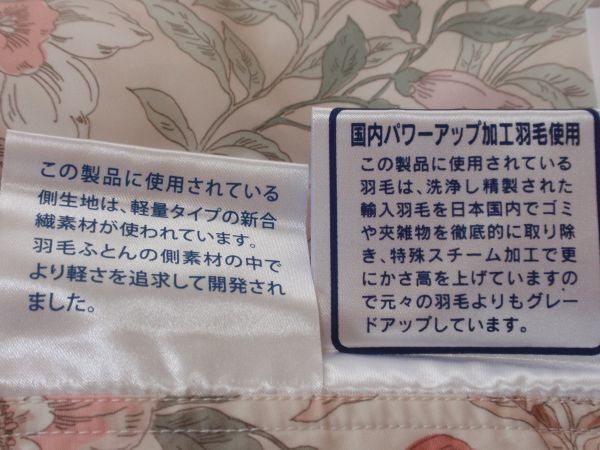 この製品に使用されている
側生地は、軽量タイプの新合
繊素材が使われています。
羽毛ふとんの側素材の中で
より軽さを追求して開発され
ました。
国内パワーアップ加工羽毛使用
この製品に使用されている
羽毛は、洗浄し精製された
輸入羽毛を日本国内でゴミ
や夾雑物を徹底的に取り除
き、特殊スチーム加工で更
にかさ高を上げていますの
で元々の羽毛よりもグレー
ドアップしています。